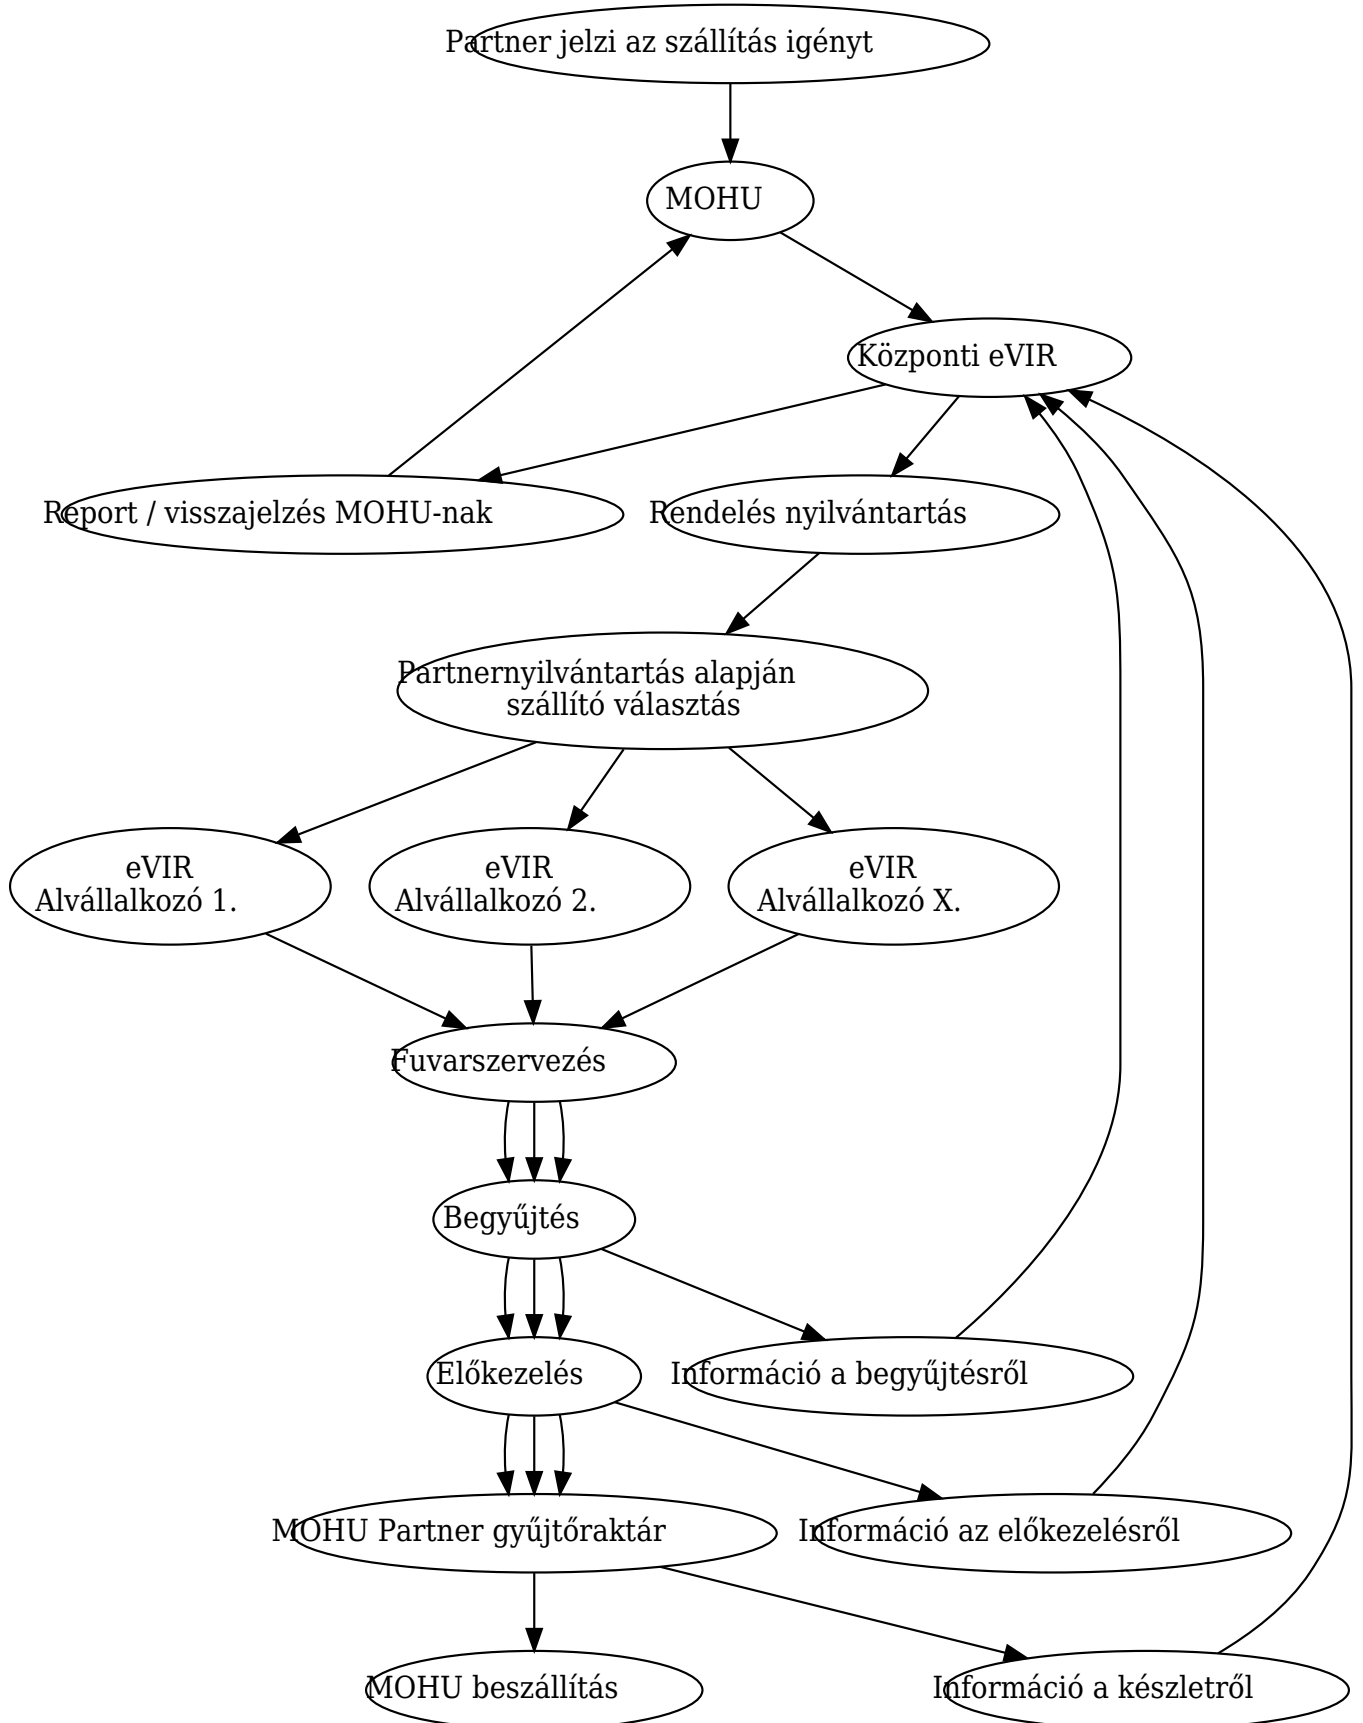 Partner jelzi az szállítás igényt
MOHU
Központi eVIR
Report / visszajelzés MOHU-nak
Rendelés nyilvántartás
Partnernyilvántartás alapján
szállító választás
eVIR
Alvállalkozó 1.
eVIR
Alvállalkozó 2.
eVIR
Alvállalkozó X.
Fuvarszervezés
Begyűjtés
Előkezelés
Információ a begyűjtésről
MOHU Partner gyűjtőraktár
Információ az előkezelésről
MOHU beszállítás
Információ a készletről